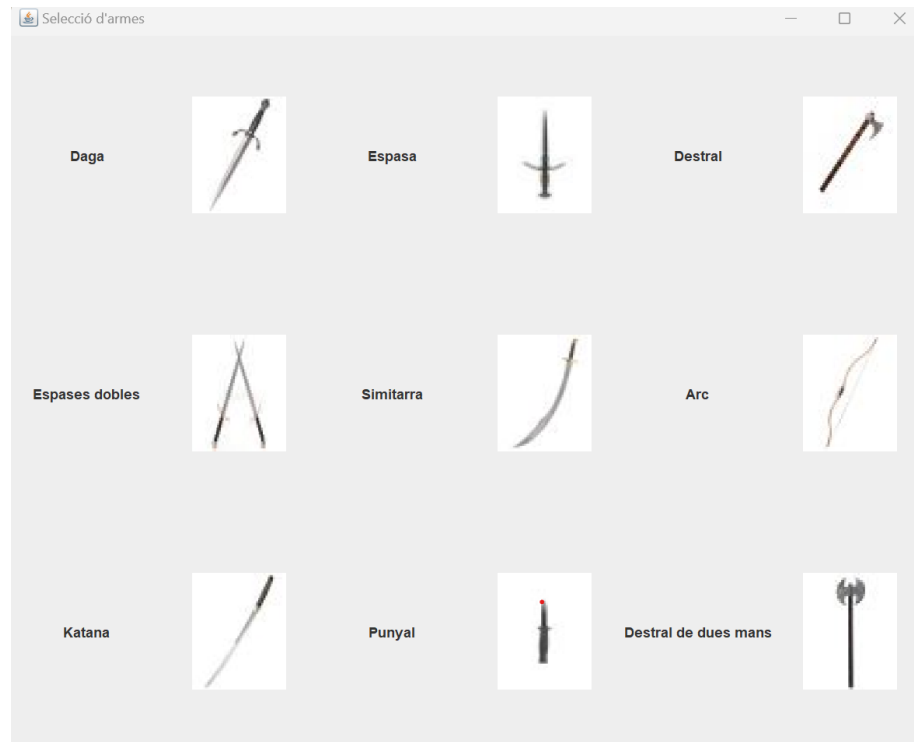 Selecció d'armes
Daga
Espasa
Destral
Espases dobles
Simitarra
Arc
Katana
Punyal
Destral de dues mans